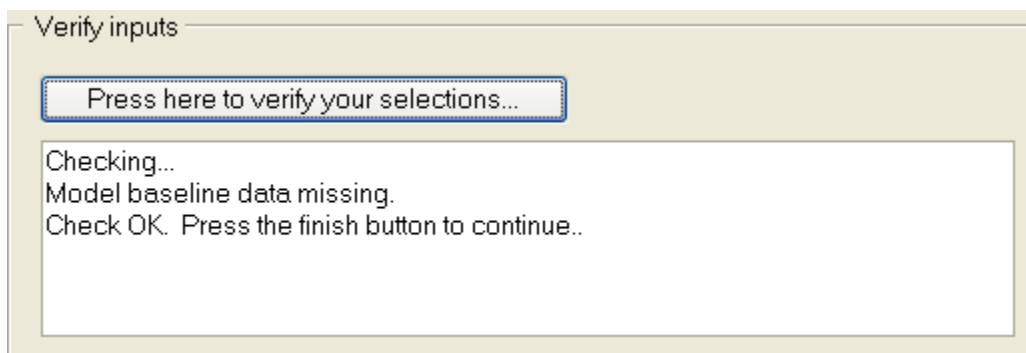 Verify inputs
Press here to verify your selections...
Checking...
Model baseline data missing.
Check OK.  Press the finish button to continue..